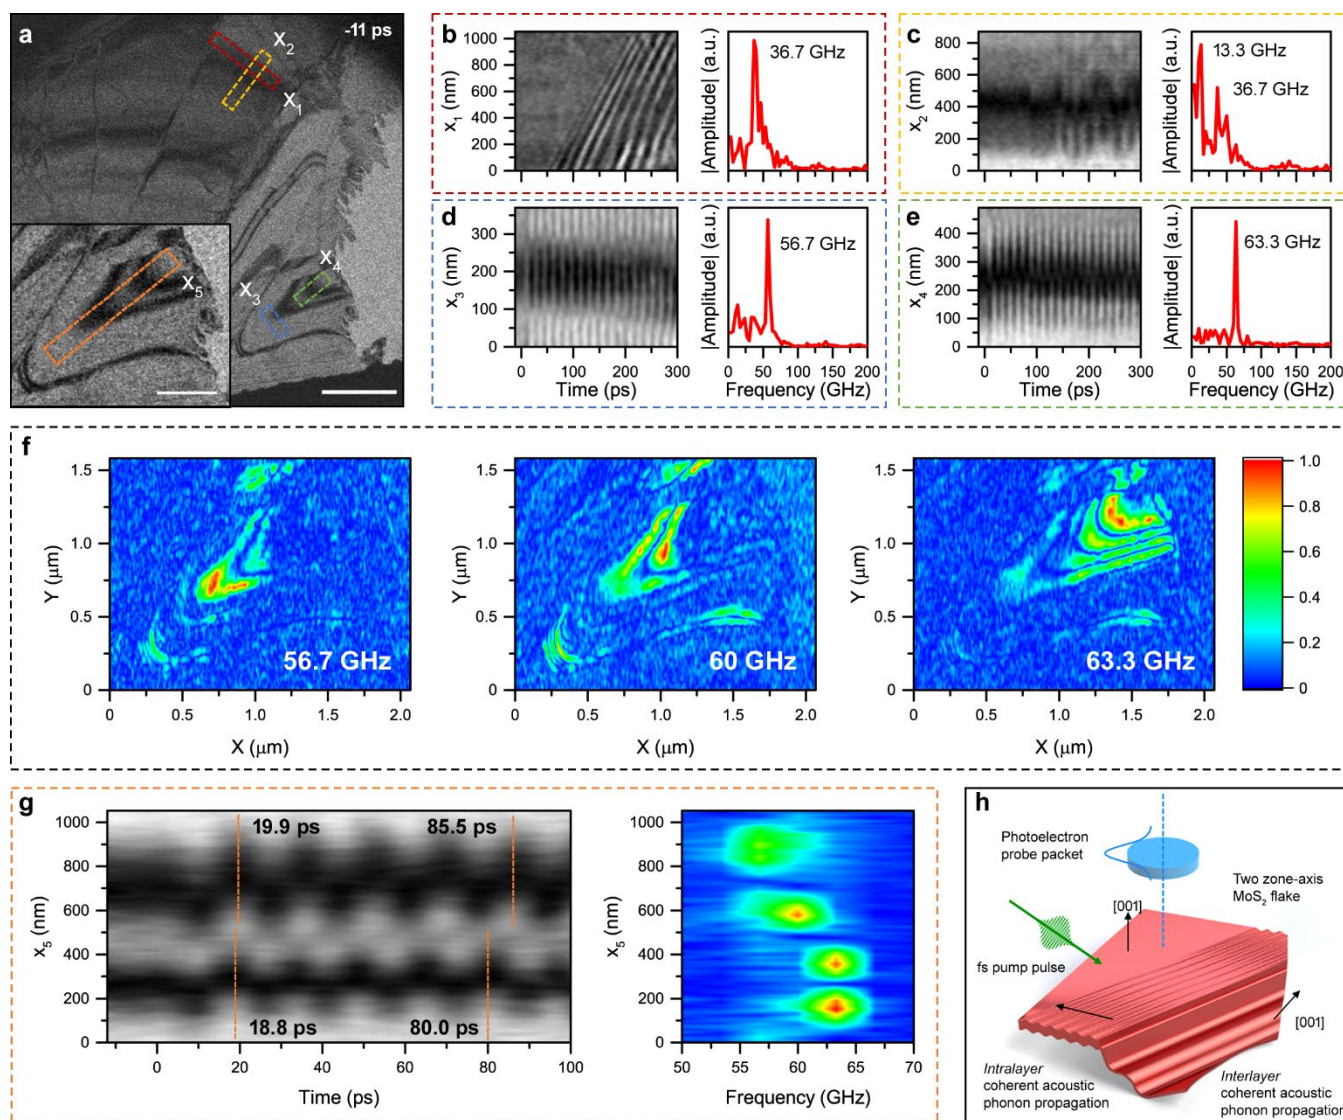 a
-11 ps
x2
x1
x3
x4
x5
b
x1 (nm)
1000
800
600
400
200
0
|Amplitude| (a.u.)
36.7 GHz
0 50 100 150 200
c
x2 (nm)
800
600
400
200
0
|Amplitude| (a.u.)
13.3 GHz
36.7 GHz
d
x3 (nm)
300
200
100
0
0 100 200 300
Time (ps)
|Amplitude| (a.u.)
56.7 GHz
0 50 100 150 200
Frequency (GHz)
e
x4 (nm)
400
300
200
100
0
0 100 200 300
Time (ps)
|Amplitude| (a.u.)
63.3 GHz
0 50 100 150 200
Frequency (GHz)
f
Y (μm)
1.5
1.0
0.5
0
56.7 GHz
0 0.5 1.0 1.5 2.0
X (μm)
Y (μm)
1.5
1.0
0.5
0
60 GHz
0 0.5 1.0 1.5 2.0
X (μm)
Y (μm)
1.5
1.0
0.5
0
63.3 GHz
0 0.5 1.0 1.5 2.0
X (μm)
1.0
0.8
0.6
0.4
0.2
0
g
x5 (nm)
1000
800
600
400
200
0
19.9 ps 85.5 ps
18.8 ps 80.0 ps
0 20 40 60 80 100
Time (ps)
x5 (nm)
1000
800
600
400
200
0
50 55 60 65 70
Frequency (GHz)
h
Photoelectron
probe packet
Two zone-axis
MoS2 flake
[001]
fs pump pulse
[001]
Intralayer
coherent acoustic
phonon propagation
Interlayer
coherent acoustic
phonon propagation